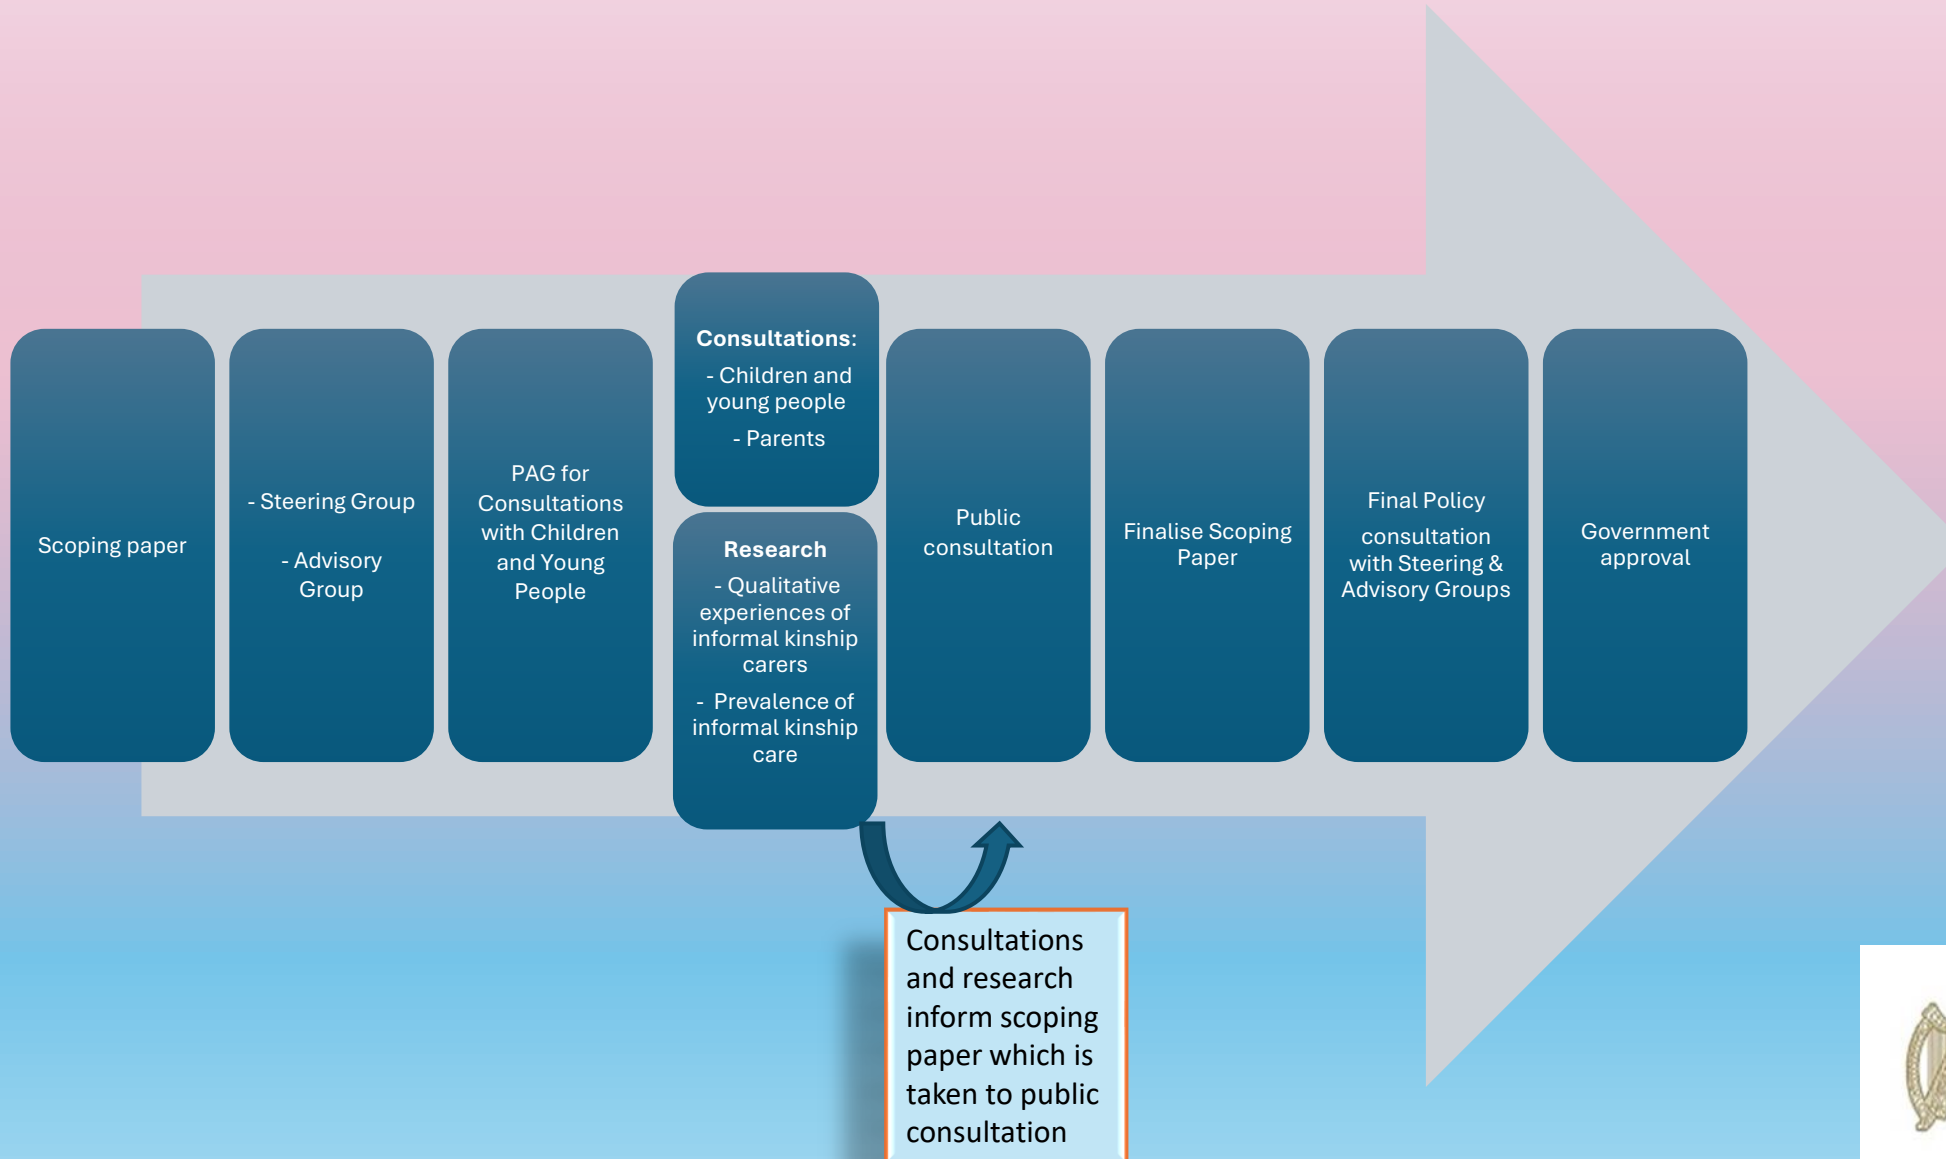 Scoping paper
- Steering Group
- Advisory
Group
PAG for
Consultations
with Children
and Young
People
Consultations:
- Children and
young people
- Parents
Research
- Qualitative
experiences of
informal kinship
carers
- Prevalence of
informal kinship
care
Public
consultation
Finalise Scoping
Paper
Final Policy
consultation
with Steering &
Advisory Groups
Government
approval
Consultations
and research
inform scoping
paper which is
taken to public
consultation